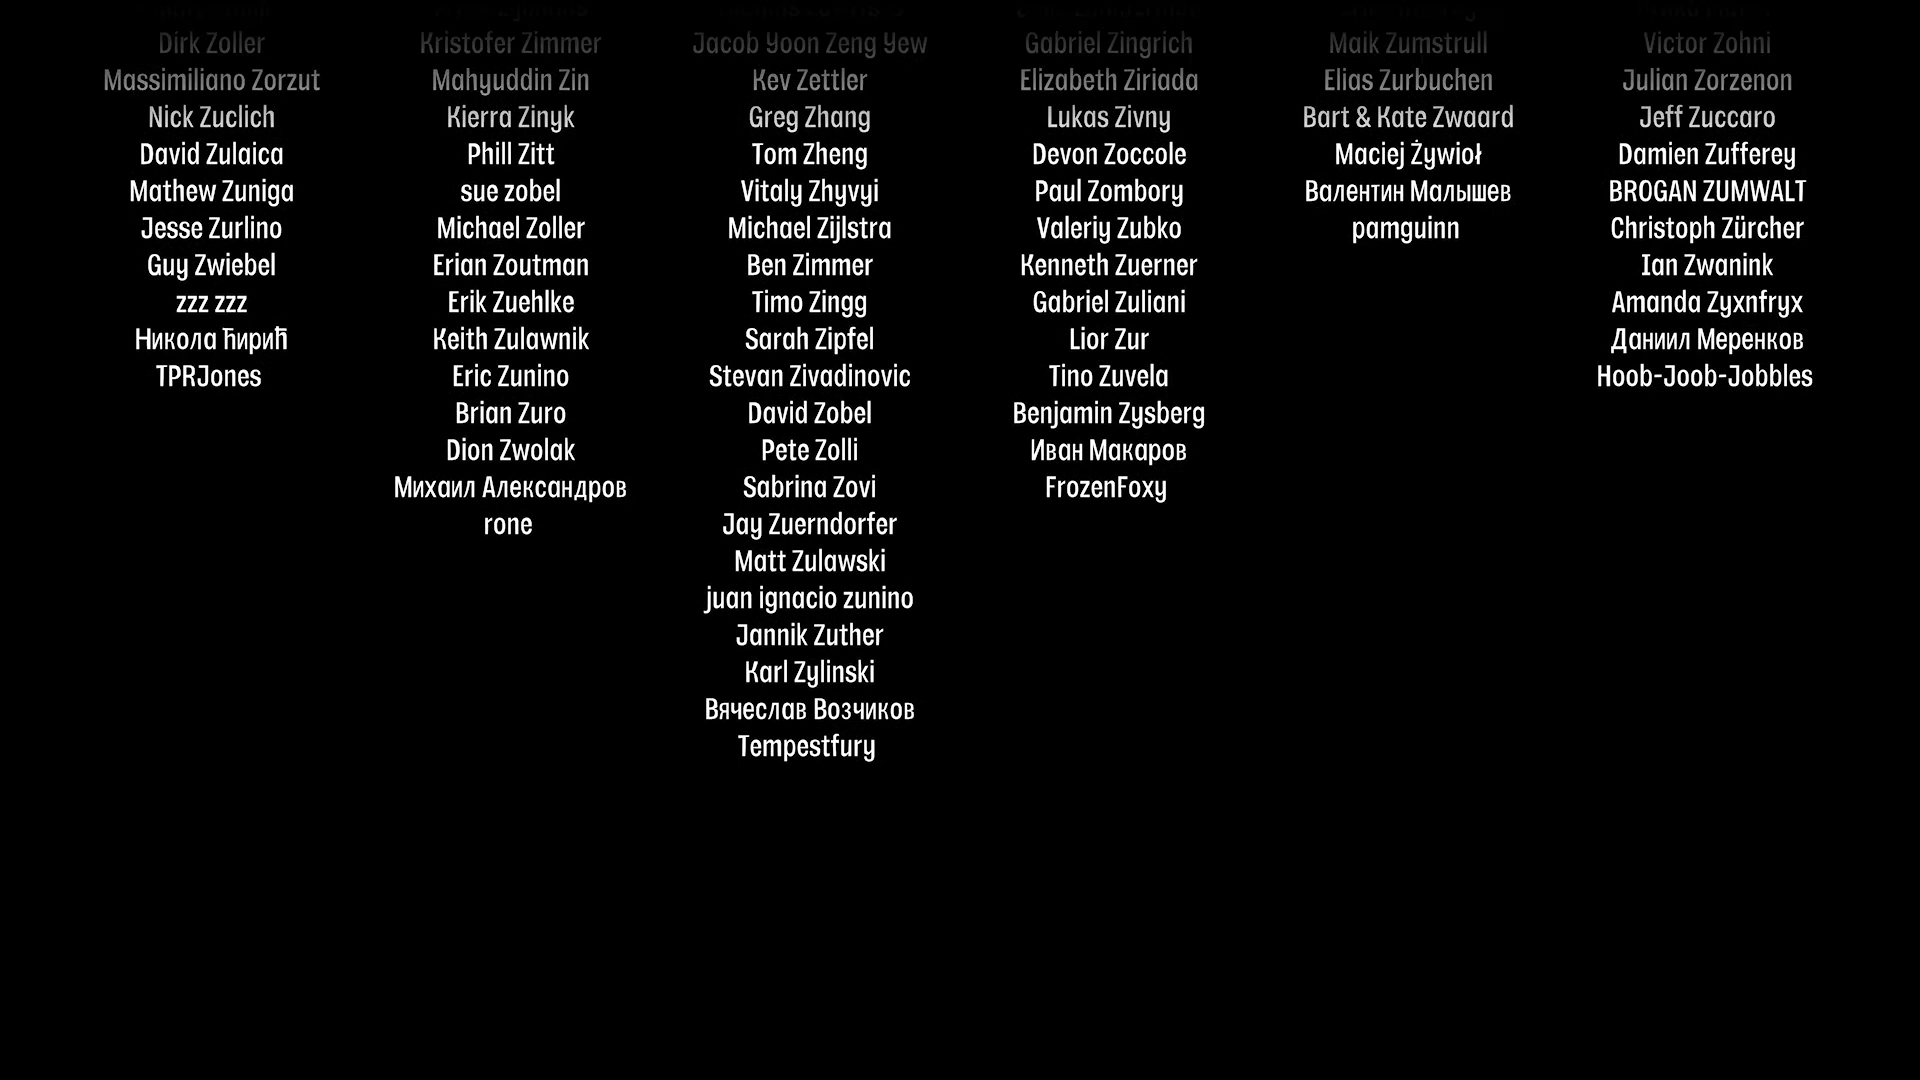 Dirk Zoller
Massimiliano Zorzut
Nick Zuclich
David Zulaica
Mathew Zuniga
Jesse Zurlino
Guy Zwiebel
zzz zzz
Никола Ћирић
TPRJones
Kristofer Zimmer
Mahyuddin Zin
Kierra Zinyk
Phill Zitt
sue zobel
Michael Zoller
Erian Zoutman
Erik Zuehlke
Keith Zulawnik
Eric Zunino
Brian Zuro
Dion Zwolak
Михаил Александров
rone
Jacob Yoon Zeng Yew
Kev Zettler
Greg Zhang
Tom Zheng
Vitaly Zhyvyi
Michael Zijlstra
Ben Zimmer
Timo Zingg
Sarah Zipfel
Stevan Zivadinovic
David Zobel
Pete Zolli
Sabrina Zovi
Jay Zuerndorfer
Matt Zulawski
juan ignacio zunino
Jannik Zuther
Karl Zylinski
Вячеслав Возчиков
Tempestfury
Gabriel Zingrich
Elizabeth Ziriada
Lukas Zivny
Devon Zoccole
Paul Zombory
Valeriy Zubko
Kenneth Zuerner
Gabriel Zuliani
Lior Zur
Tino Zuvela
Benjamin Zysberg
Иван Макаров
FrozenFoxy
Maik Zumstrull
Elias Zurbuchen
Bart & Kate Zwaard
Maciej Żywioł
Валентин Малышев
pamguinn
Victor Zohni
Julian Zorzenon
Jeff Zuccaro
Damien Zufferey
BROGAN ZUMWALT
Christoph Zürcher
Ian Zwanink
Amanda Zyxnfryx
Даниил Меренков
Hoob-Joob-Jobbles